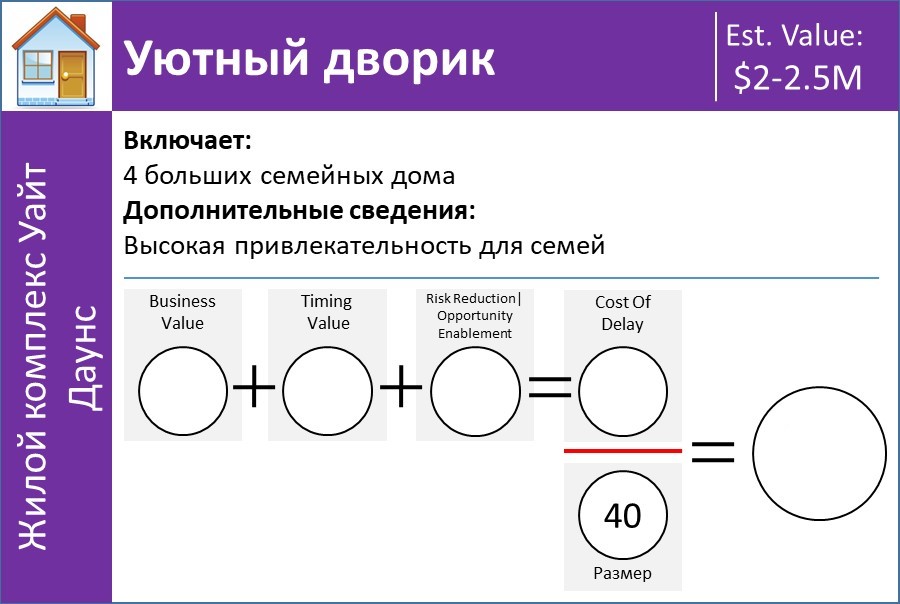 Уютный дворик
Est. Value:
$2-2.5M
Жилой комплекс Уайт
Даунс
Включает:
4 больших семейных дома
Дополнительные сведения:
Высокая привлекательность для семей
Business
Value
+
Timing
Value
+
Risk Reduction|
Opportunity
Enablement
=
Cost Of
Delay
=
40
Размер